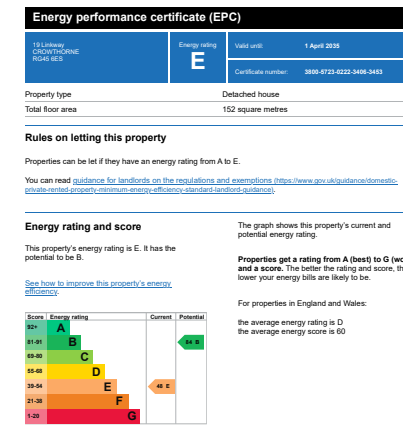 Energy performance certificate (EPC)
19 Linkway
CROWTHORNE
RG45 6ES
Energy rating
E
Valid until:
1 April 2035
Certificate number:
3800-5723-0222-3406-3453
Property type
Detached house
Total floor area
152 square metres
Rules on letting this property
Properties can be let if they have an energy rating from A to E.
You can read guidance for landlords on the regulations and exemptions (https://www.gov.uk/guidance/domestic-
private-rented-property-minimum-energy-efficiency-standard-landlord-guidance).
Energy rating and score
This property's energy rating is E. It has the
potential to be B.
See how to improve this property's energy
efficiency.
Score Energy rating Current Potential
92+ A
81-91 B 84 B
69-80 C
55-68 D
39-54 E 48 E
21-38 F
1-20 G
The graph shows this property's current and
potential energy rating.
Properties get a rating from A (best) to G (wo
and a score. The better the rating and score, th
lower your energy bills are likely to be.
For properties in England and Wales:
the average energy rating is D
the average energy score is 60